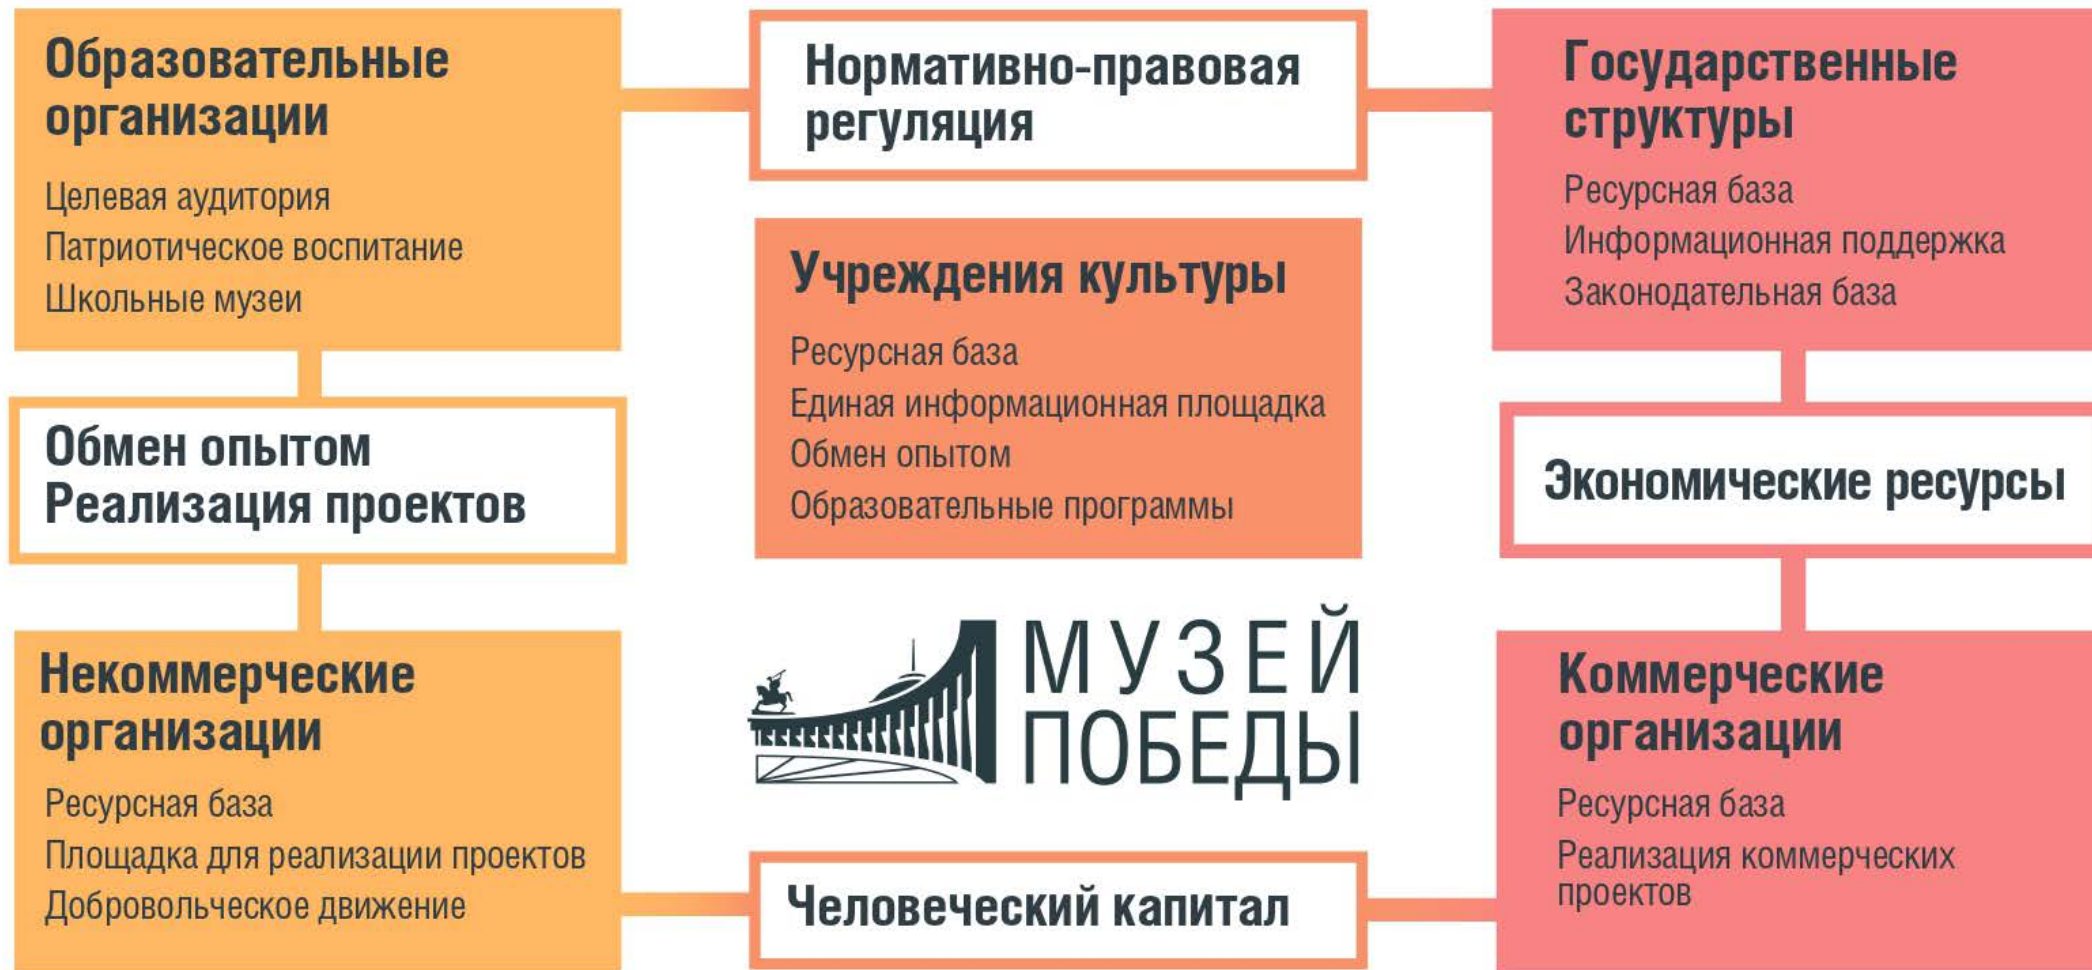 Образовательные
организации
Целевая аудитория
Патриотическое воспитание
Школьные музеи
Нормативно-правовая
регуляция
Государственные
структуры
Ресурсная база
Информационная поддержка
Законодательная база
Учреждения культуры
Ресурсная база
Единая информационная площадка
Обмен опытом
Образовательные программы
Обмен опытом
Реализация проектов
Экономические ресурсы
МУЗЕЙ
ПОБЕДЫ
Некоммерческие
организации
Ресурсная база
Площадка для реализации проектов
Добровольческое движение
Человеческий капитал
Коммерческие
организации
Ресурсная база
Реализация коммерческих
проектов